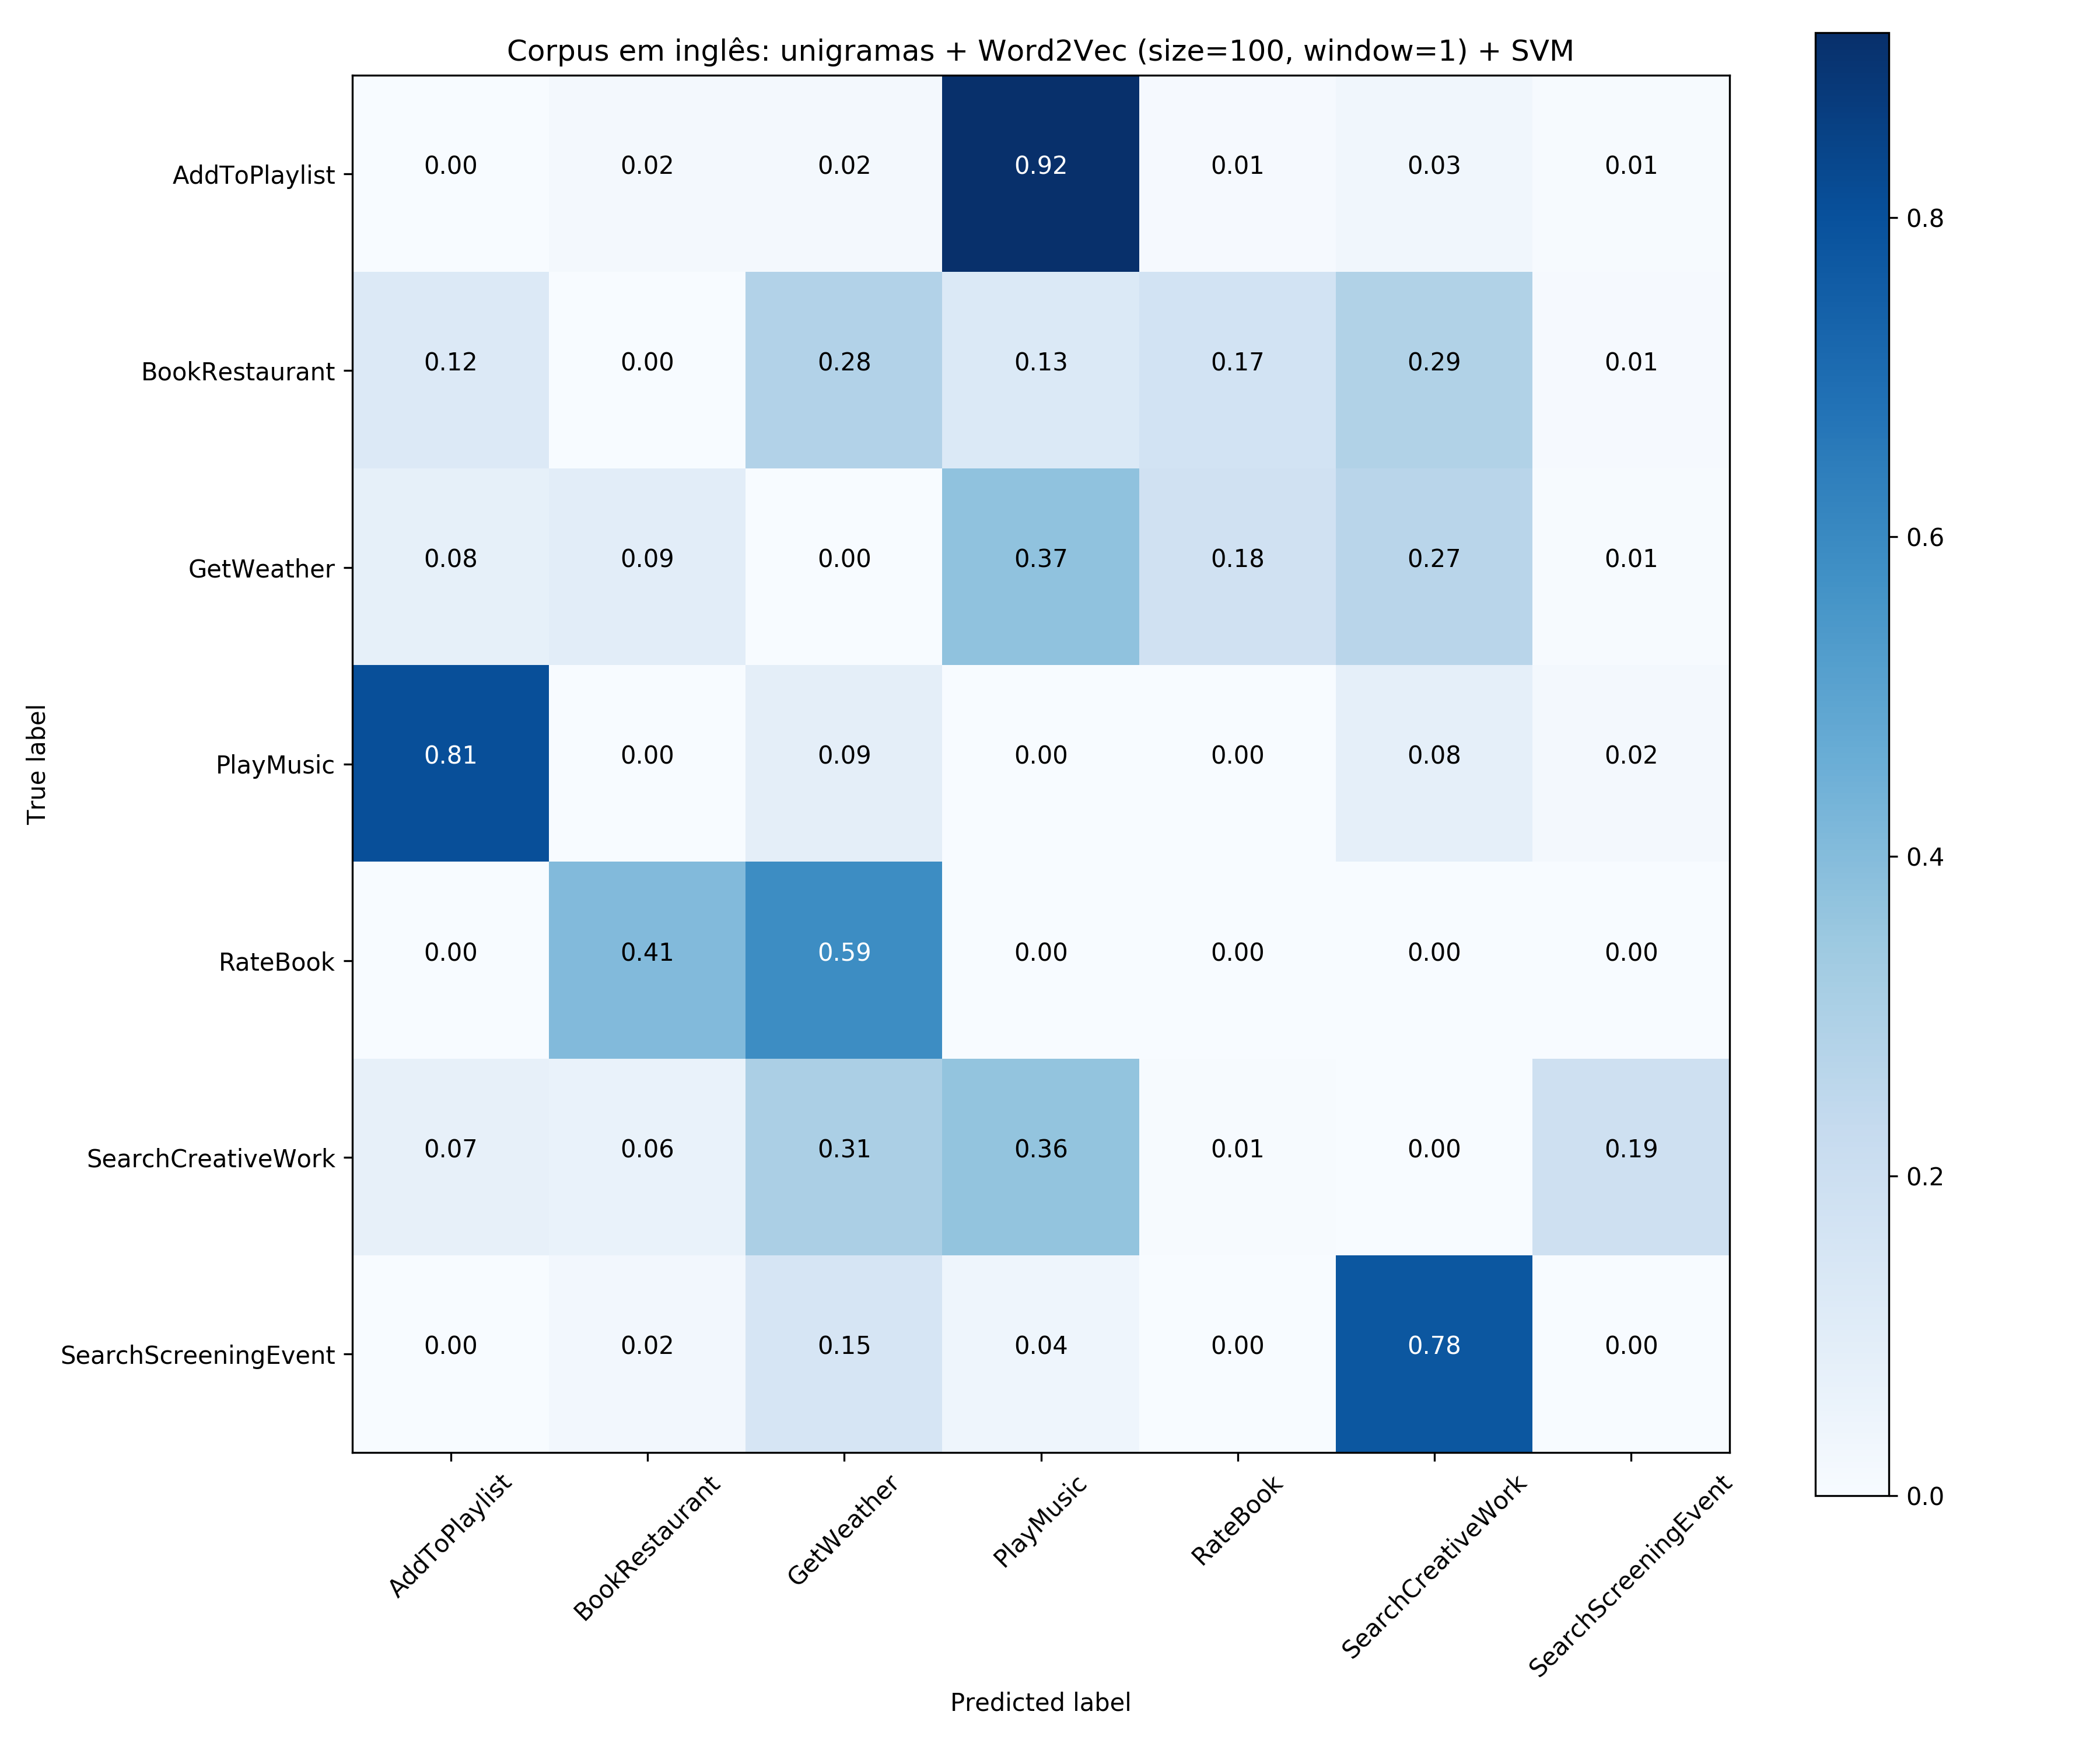 Corpus em inglês: unigramas + Word2Vec (size=100, window=1) + SVM
True label
AddToPlaylist 0.00 0.02 0.02 0.92 0.01 0.03 0.01
BookRestaurant 0.12 0.00 0.28 0.13 0.17 0.29 0.01
GetWeather 0.08 0.09 0.00 0.37 0.18 0.27 0.01
PlayMusic 0.81 0.00 0.09 0.00 0.00 0.08 0.02
RateBook 0.00 0.41 0.59 0.00 0.00 0.00 0.00
SearchCreativeWork 0.07 0.06 0.31 0.36 0.01 0.00 0.19
SearchScreeningEvent 0.00 0.02 0.15 0.04 0.00 0.78 0.00
AddToPlaylist BookRestaurant GetWeather PlayMusic RateBook SearchCreativeWork SearchScreeningEvent
Predicted label
0.8
0.6
0.4
0.2
0.0